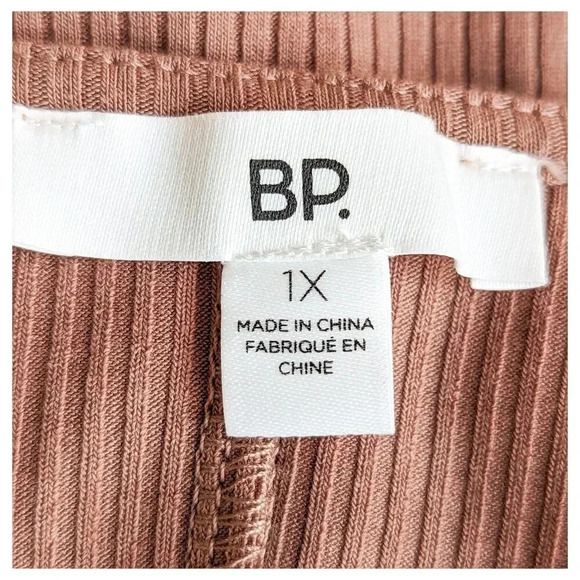 BP.
1X
MADE IN CHINA
FABRIQUÉ EN
CHINE